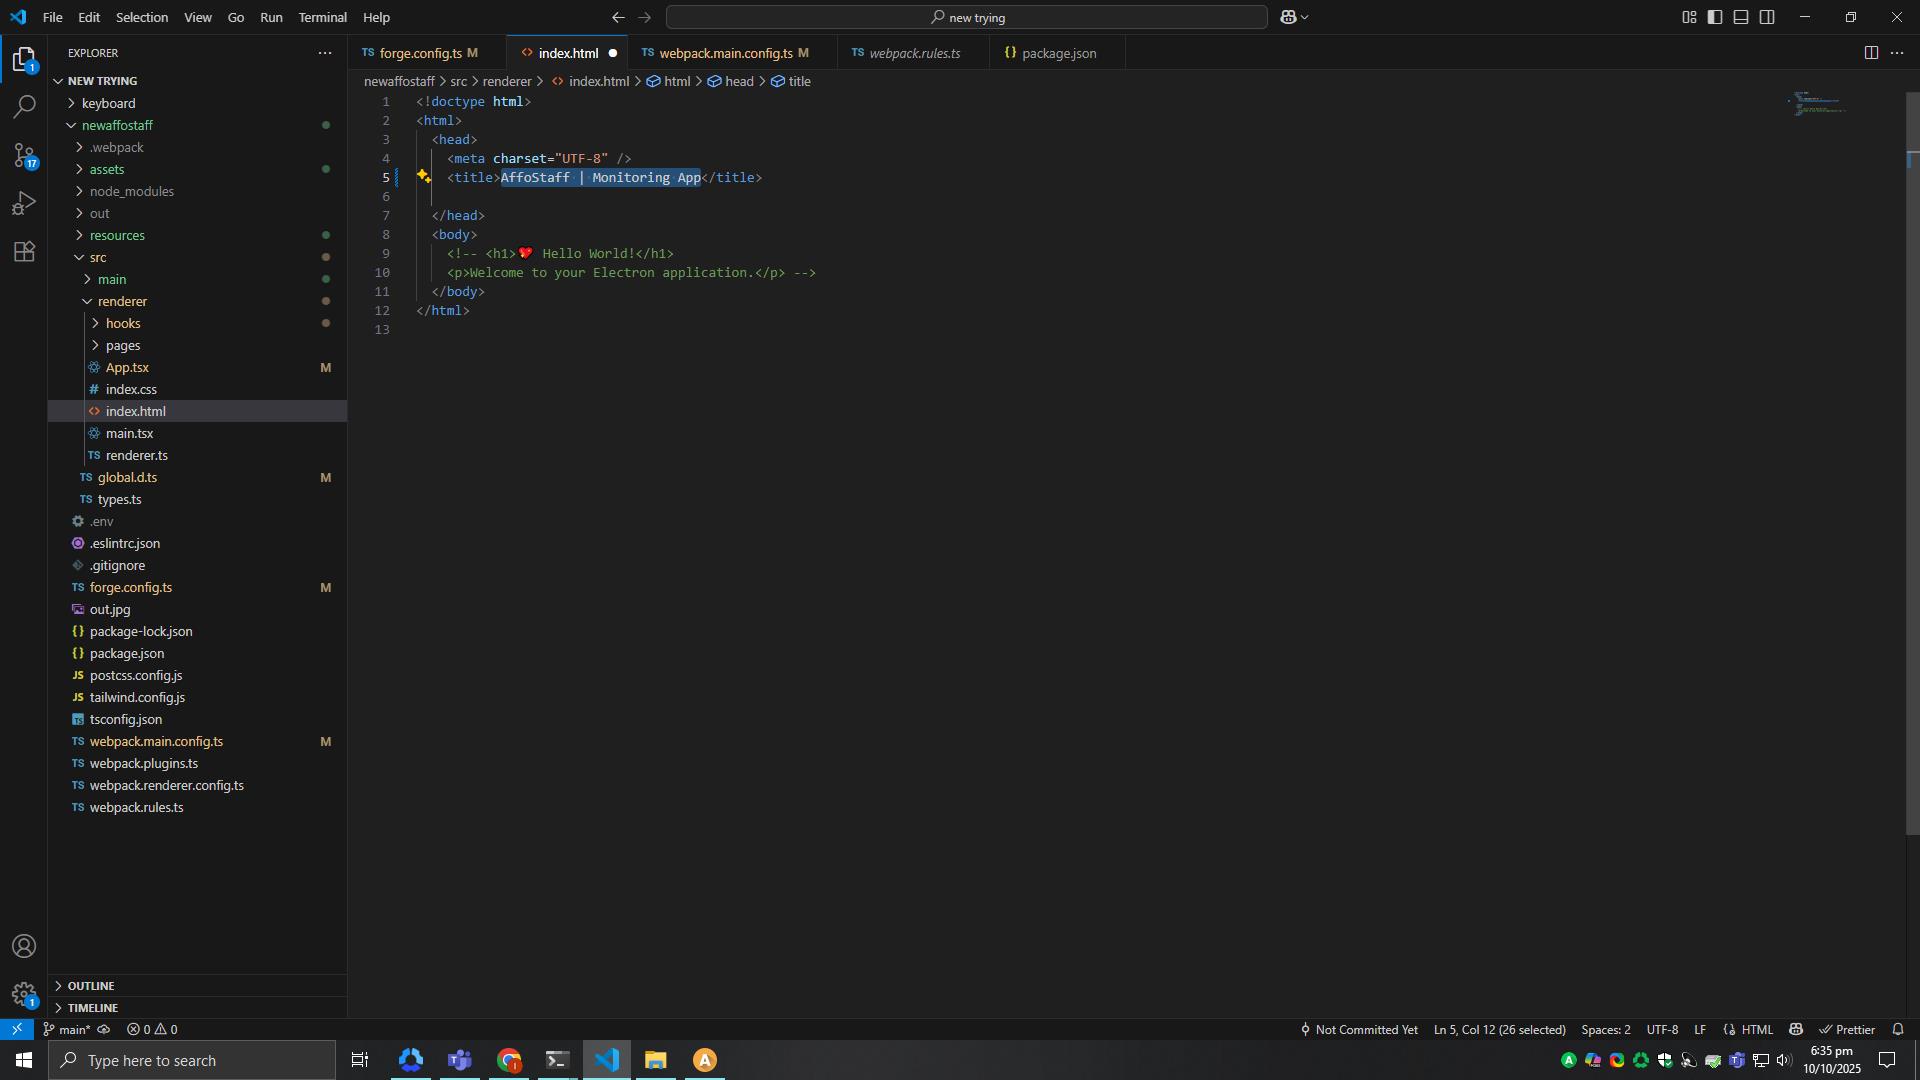 File Edit Selection View Go Run Terminal Help
new trying
EXPLORER
forge.config.ts M
index.html
webpack.main.config.ts M
webpack.rules.ts
package.json
NEW TRYING
newaffostaff > src > renderer > index.html > html > head > title
keyboard
newaffostaff
.webpack
assets
node_modules
out
resources
src
main
renderer
hooks
pages
App.tsx M
index.css
index.html
main.tsx
renderer.ts
global.d.ts M
types.ts
.env
.eslintrc.json
.gitignore
forge.config.ts M
out.jpg
package-lock.json
package.json
postcss.config.js
tailwind.config.js
tsconfig.json
webpack.main.config.ts M
webpack.plugins.ts
webpack.renderer.config.ts
webpack.rules.ts
OUTLINE
TIMELINE
1 <!doctype html>
2 <html>
3 <head>
4 <meta charset="UTF-8" />
5 <title>AffoStaff | Monitoring App</title>
6
7 </head>
8 <body>
9 <!-- <h1>💖 Hello World!</h1>
10 <p>Welcome to your Electron application.</p> -->
11 </body>
12 </html>
13
1
17
1
main* 0 0
Not Committed Yet Ln 5, Col 12 (26 selected) Spaces: 2 UTF-8 LF HTML Prettier
Type here to search
6:35 pm
10/10/2025